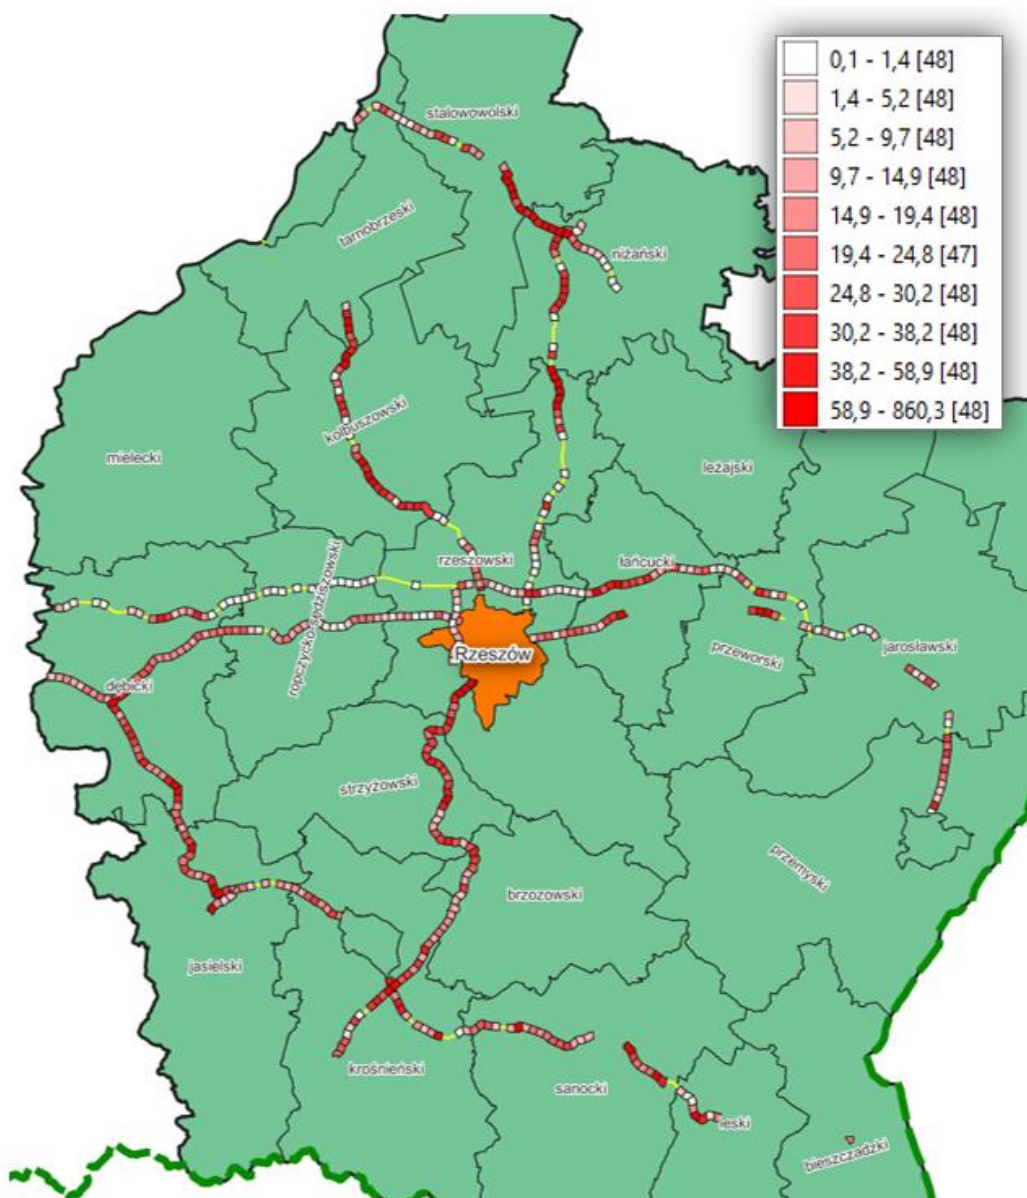 0,1 - 1,4 [48]
1,4 - 5,2 [48]
5,2 - 9,7 [48]
9,7 - 14,9 [48]
14,9 - 19,4 [48]
19,4 - 24,8 [47]
24,8 - 30,2 [48]
30,2 - 38,2 [48]
38,2 - 58,9 [48]
58,9 - 860,3 [48]
stalowowolski
tarnobrzeski
niżański
kolbuszowski
mielecki
leżajski
rzeszowski
łańcucki
ropczycko-sędziszowski
Rzeszów
przeworski
jarosławski
dębicki
strzyżowski
przemyski
brzozowski
jasielski
krośnieński
sanocki
leski
bieszczadzki